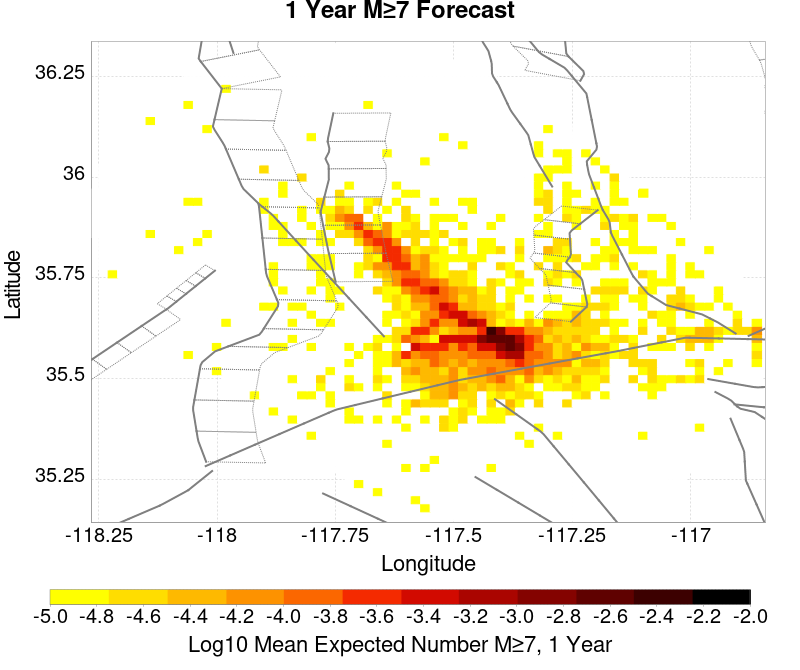 1 Year M≥7 Forecast
36.25
36
35.75
35.5
35.25
Latitude
-118.25 -118 -117.75 -117.5 -117.25 -117
Longitude
-5.0 -4.8 -4.6 -4.4 -4.2 -4.0 -3.8 -3.6 -3.4 -3.2 -3.0 -2.8 -2.6 -2.4 -2.2 -2.0
Log10 Mean Expected Number M≥7, 1 Year